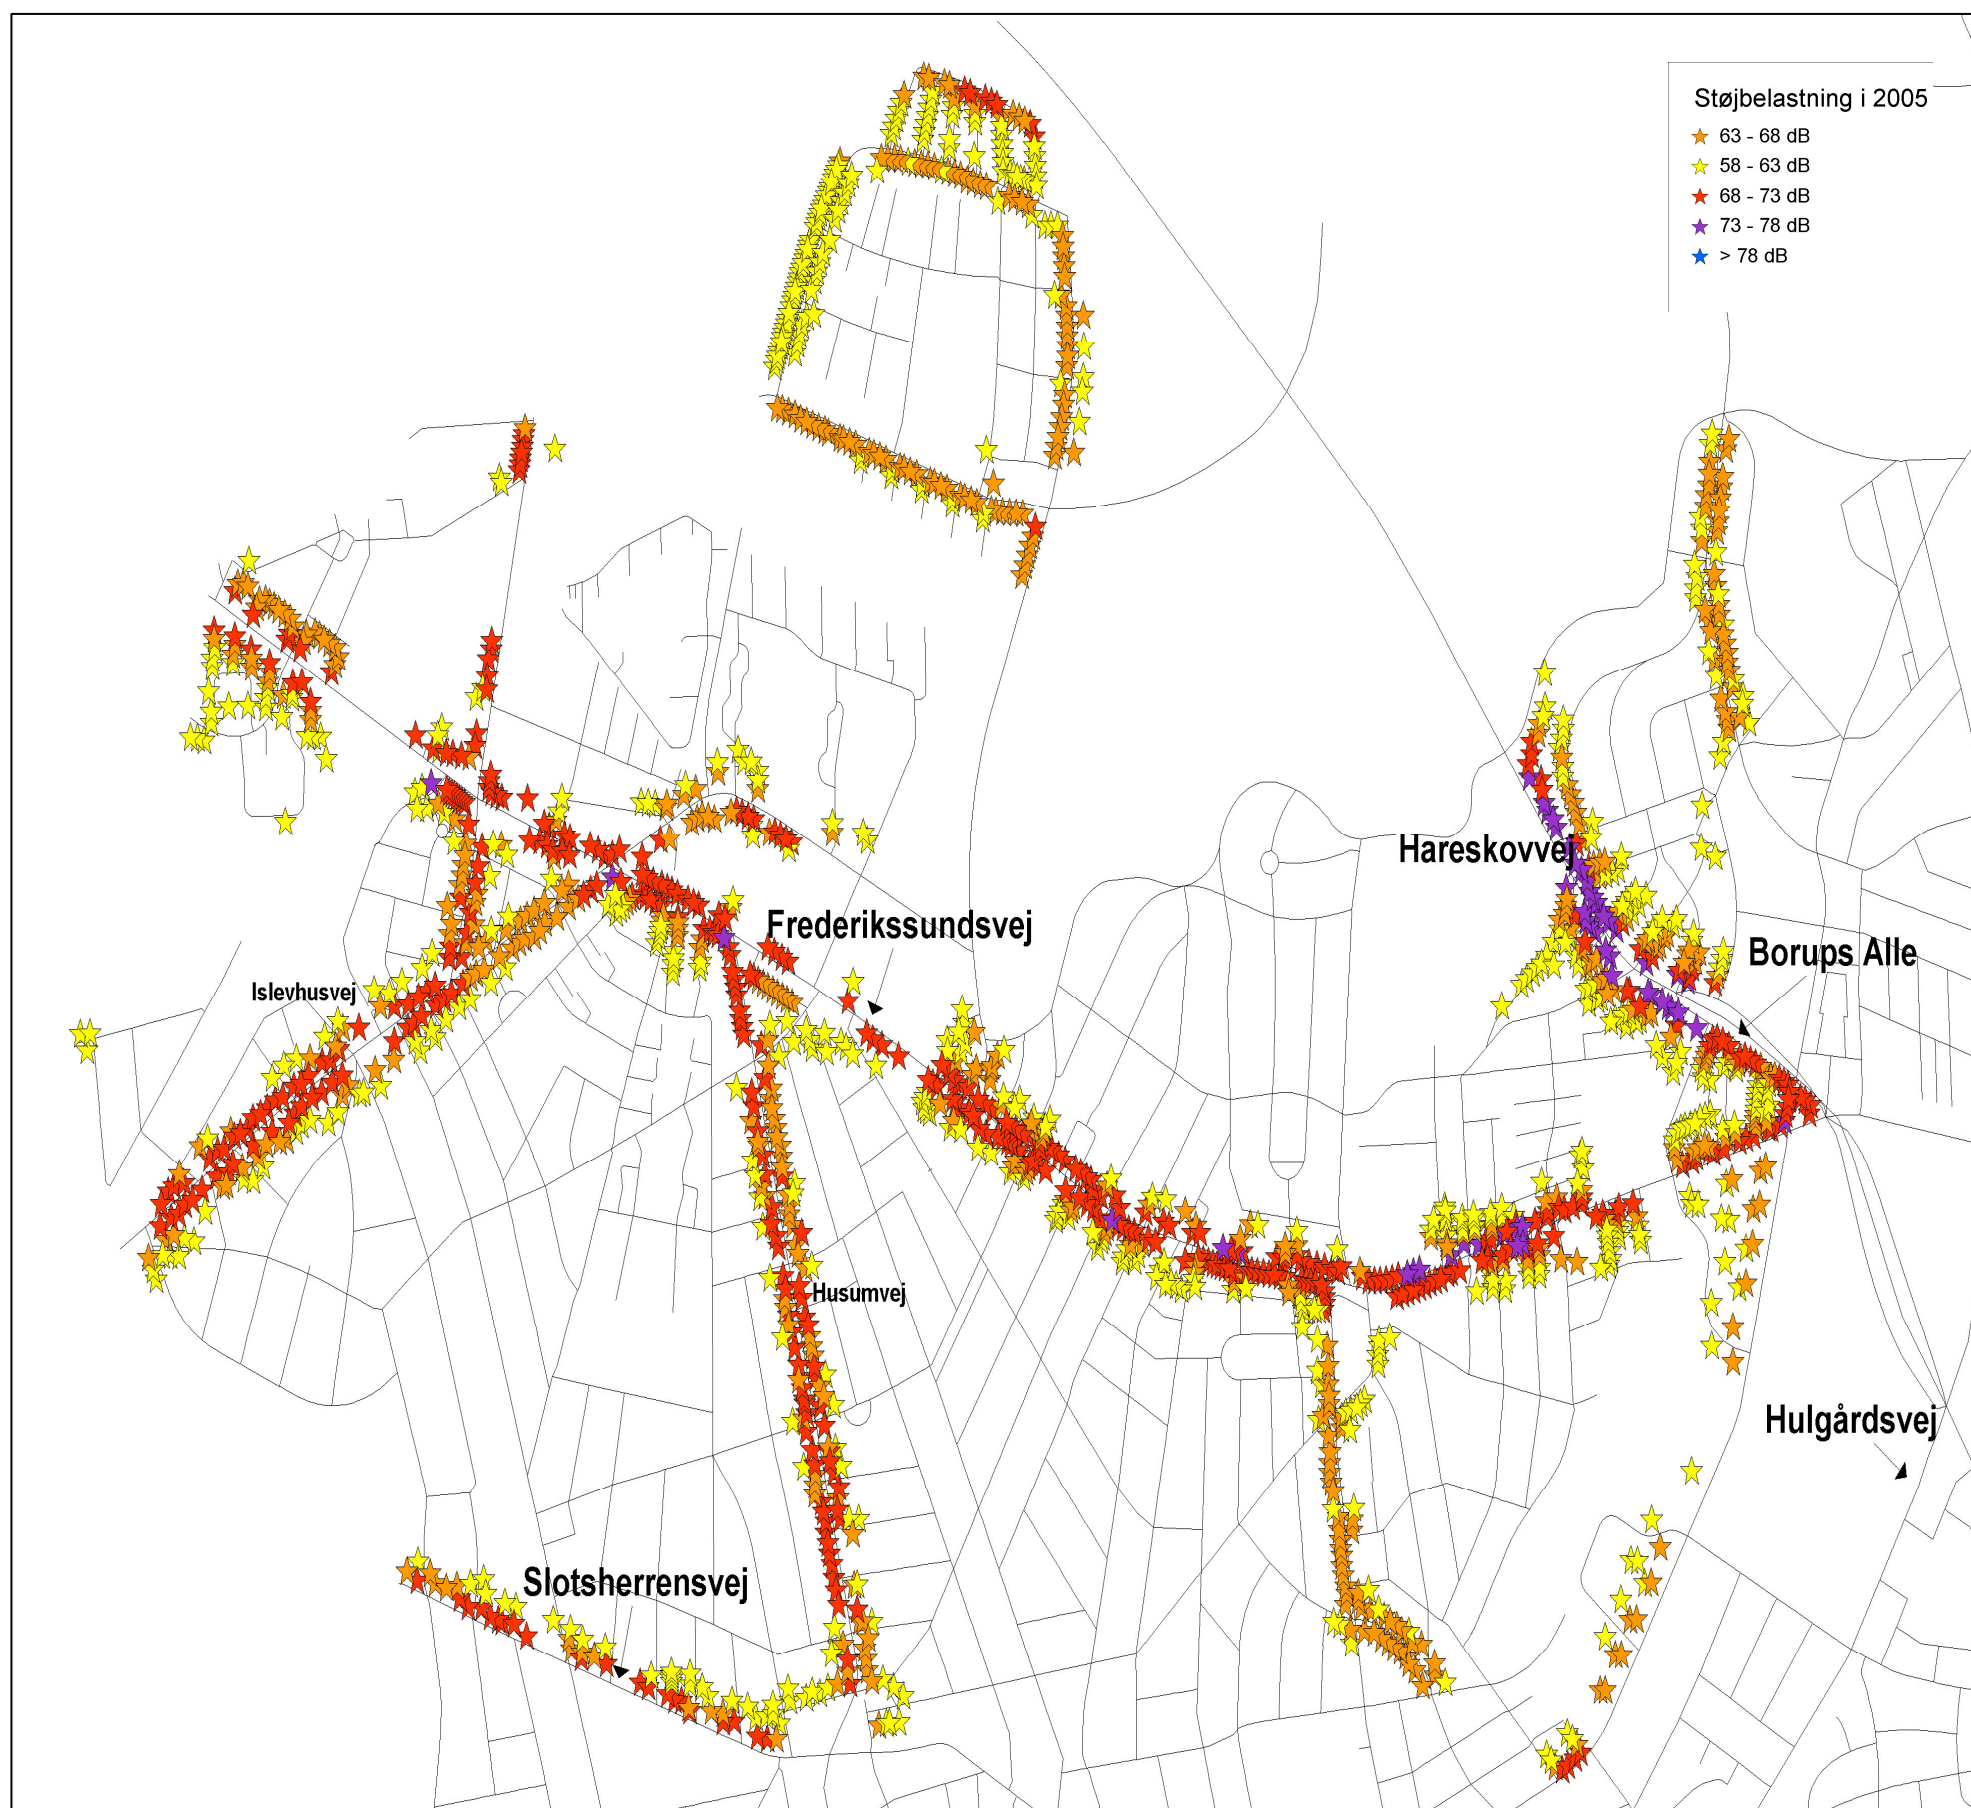 Støjbelastning i 2005
63 - 68 dB
58 - 63 dB
68 - 73 dB
73 - 78 dB
> 78 dB
Hareskovvej
Frederikssundsvej
Borups Alle
Islevhusvej
Husumvej
Hulgårdsvej
Slotsherrensvej